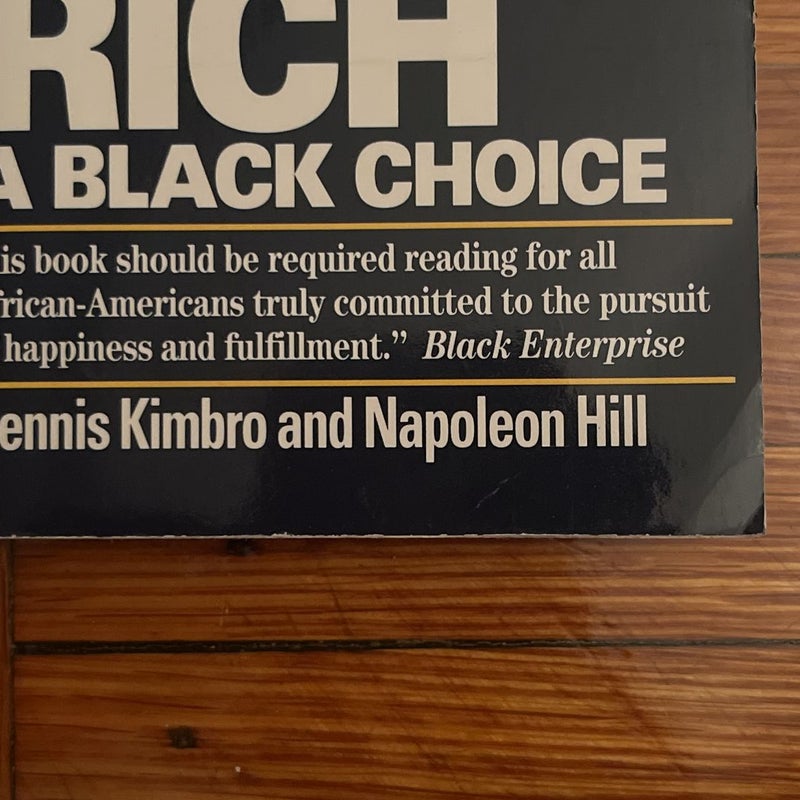 RICH
A BLACK CHOICE
is book should be required reading for all
frican-Americans truly committed to the pursuit
happiness and fulfillment.” Black Enterprise
ennis Kimbro and Napoleon Hill